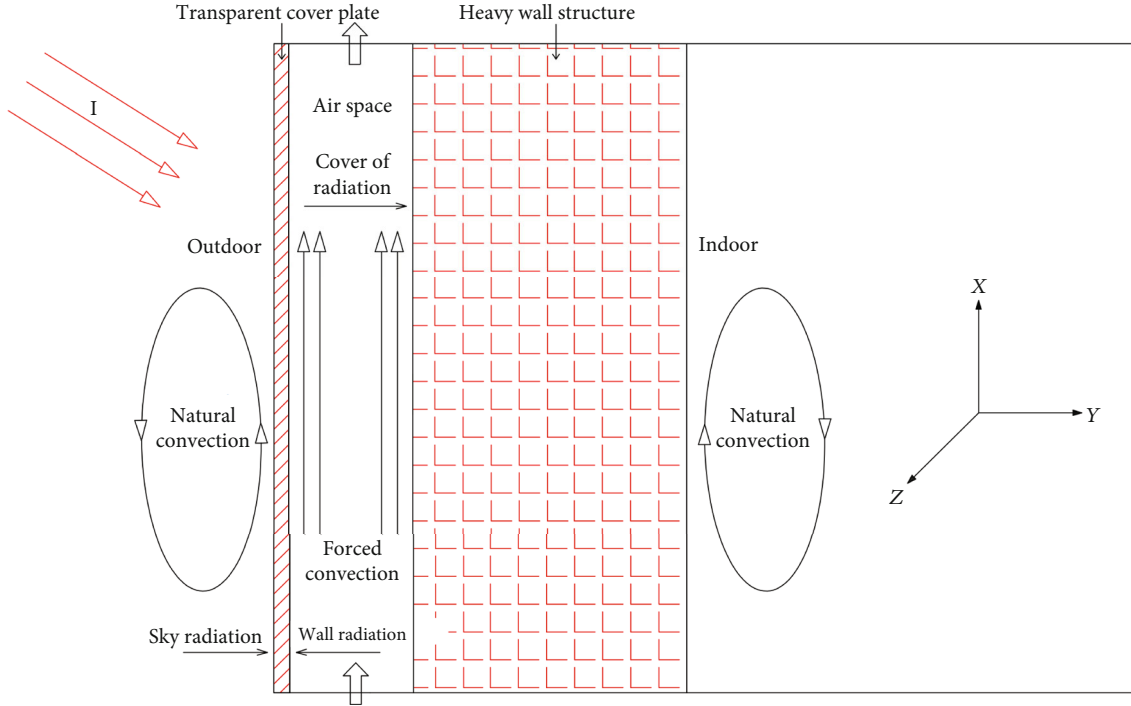 Transparent cover plate
Heavy wall structure
I
Air space
Cover of
radiation
Outdoor
Indoor
X
Natural
convection
Natural
convection
Y
Z
Forced
convection
Sky radiation
Wall radiation